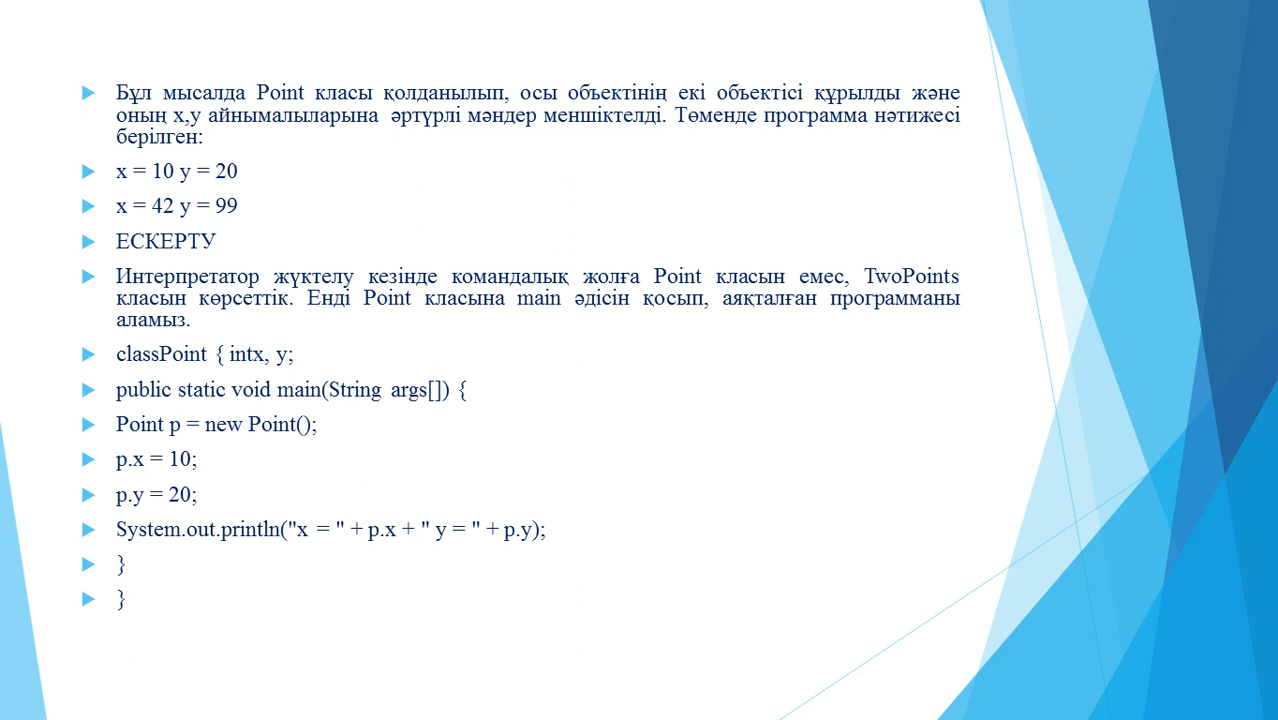 Бұл мысалда Point класы қолданылып, осы объектінің екі объектісі құрылды және
оның x,y айнымалыларына әртүрлі мәндер меншіктелді. Төменде программа нәтижесі
берілген:
x = 10 y = 20
x = 42 y = 99
ЕСКЕРТУ
Интерпретатор жүктелу кезінде командалық жолға Point класын емес, TwoPoints
класын көрсеттік. Енді Point класына main әдісін қосып, аяқталған программаны
аламыз.
classPoint { intx, y;
public static void main(String args[]) {
Point p = new Point();
p.x = 10;
p.y = 20;
System.out.println("x = " + p.x + " y = " + p.y);
}
}